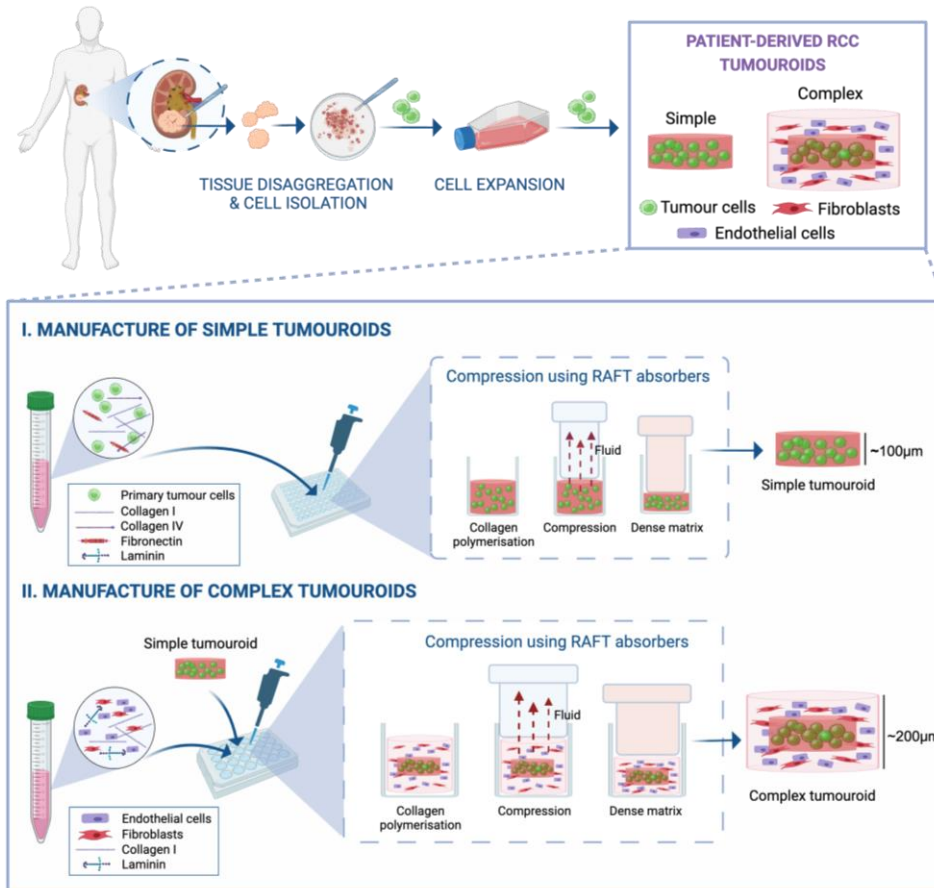 PATIENT-DERIVED RCC
TUMOUROIDS
Simple
Complex
TISSUE DISAGGREGATION
& CELL ISOLATION
CELL EXPANSION
Tumour cells
Fibroblasts
Endothelial cells
I. MANUFACTURE OF SIMPLE TUMOUROIDS
Compression using RAFT absorbers
Fluid
Collagen
polymerisation
Compression
Dense matrix
~100µm
Simple tumouroid
Primary tumour cells
Collagen I
Collagen IV
Fibronectin
Laminin
II. MANUFACTURE OF COMPLEX TUMOUROIDS
Simple tumouroid
Compression using RAFT absorbers
Fluid
Collagen
polymerisation
Compression
Dense matrix
~200µm
Complex tumouroid
Endothelial cells
Fibroblasts
Collagen I
Laminin